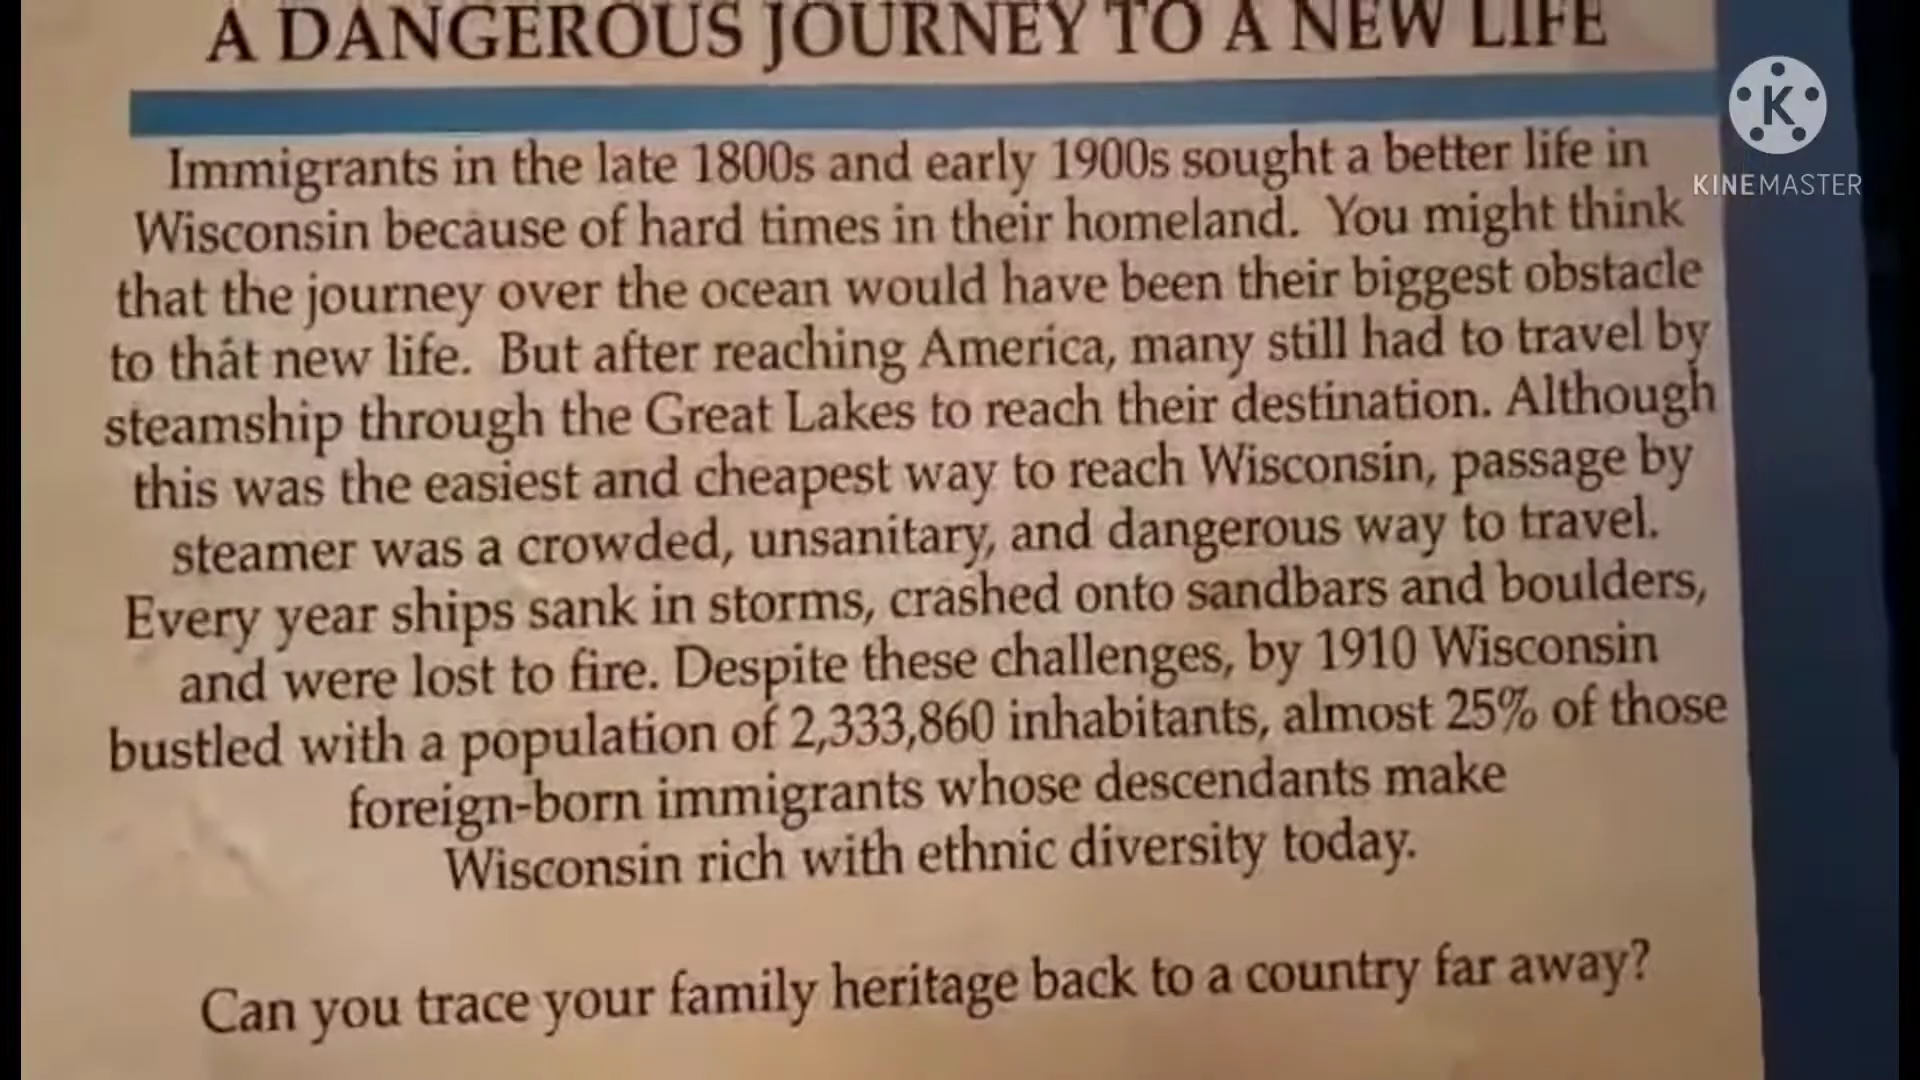 A DANGEROUS JOURNEY TO A NEW LIFE
Immigrants in the late 1800s and early 1900s sought a better life in
Wisconsin because of hard times in their homeland. You might think
that the journey over the ocean would have been their biggest obstacle
to that new life. But after reaching America, many still had to travel by
steamship through the Great Lakes to reach their destination. Although
this was the easiest and cheapest way to reach Wisconsin, passage by
steamer was a crowded, unsanitary, and dangerous way to travel.
Every year ships sank in storms, crashed onto sandbars and boulders,
and were lost to fire. Despite these challenges, by 1910 Wisconsin
bustled with a population of 2,333,860 inhabitants, almost 25% of those
foreign-born immigrants whose descendants make
Wisconsin rich with ethnic diversity today.
Can you trace your family heritage back to a country far away?
K
KINEMASTER